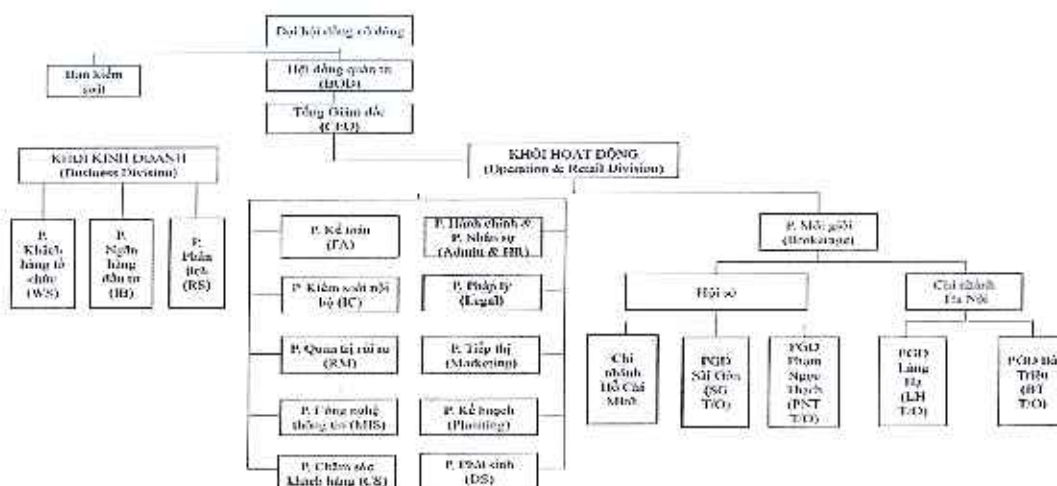 Đại hội đồng cổ đông
Ban kiểm
soát
Hội đồng quản trị
(BOD)
Tổng Giám đốc
(CEO)
KHỐI KINH DOANH
(Business Division)
KHỐI HOẠT ĐỘNG
(Operation & Retail Division)
P.
Khách
hàng tổ
chức
(WS)
P.
Ngân
hàng
đầu tư
(IB)
P.
Phân
tích
(RS)
P. Kế toán
(FA)
P. Hành chính &
P. Nhân sự
(Admin & HR)
P. Kiểm soát nội
bộ (IC)
P. Pháp lý
(Legal)
P. Quản trị rủi ro
(RM)
P. Tiếp thị
(Marketing)
P. Công nghệ
thông tin (MIS)
P. Kế hoạch
(Planning)
P. Chăm sóc
khách hàng (CS)
P. Phái sinh
(DS)
P. Môi giới
(Brokerage)
Hội sở
Chi nhánh
Hà Nội
Chi
nhánh
Hồ Chí
Minh
PGD
Sài Gòn
(SG
T/O)
PGD
Phạm
Ngọc
Thạch
(PNT
T/O)
PGD
Láng
Hạ
(LH
T/O)
PGD Bà
Triệu
(BT
T/O)